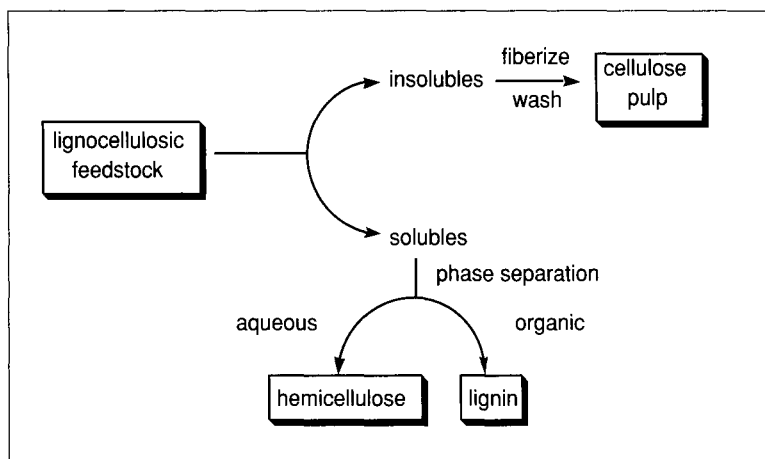 lignocellulosic
feedstock
insolubles
fiberize
wash
cellulose
pulp
solubles
phase separation
aqueous
organic
hemicellulose
lignin